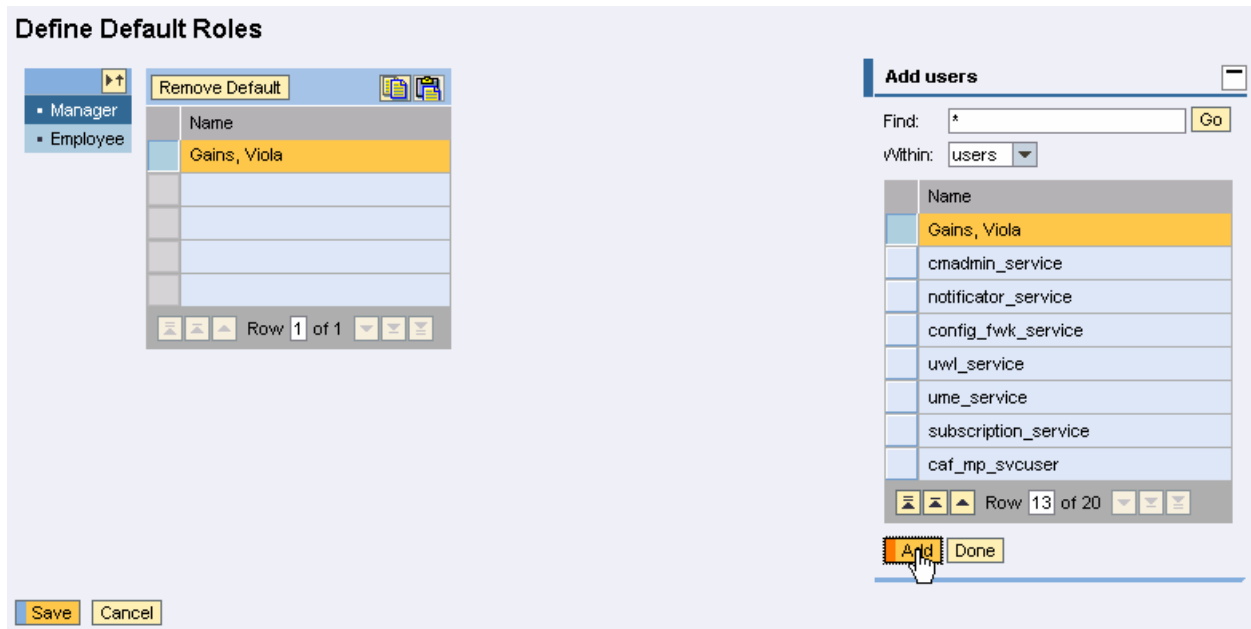 Define Default Roles
Manager
Employee
Remove Default
Name
Gains, Viola
Row 1 of 1
Add users
Find: * Go
Within: users
Name
Gains, Viola
cmadmin_service
notificator_service
config_fwk_service
uwl_service
ume_service
subscription_service
caf_mp_svcuser
Row 13 of 20
Add Done
Save Cancel